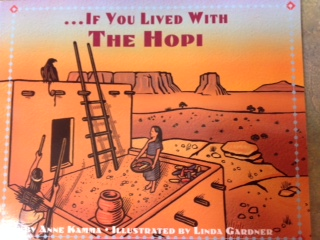 ...If You Lived With
The Hopi
by Anne Kamma • Illustrated by Linda Gardner